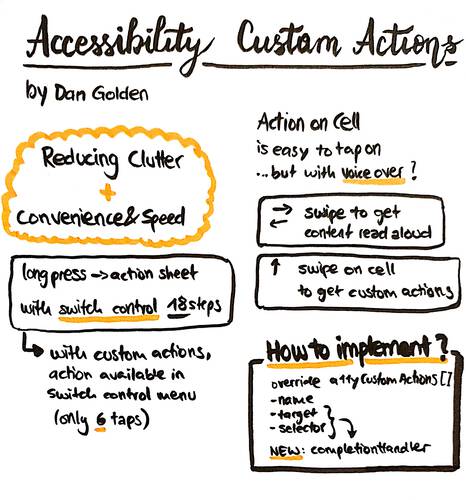 Accessibility Custom Actions
by Dan Golden
Reducing Clutter
+
Convenience & Speed
long press → action sheet
with switch control 18 steps
↳ with custom actions,
action available in
switch control menu
(only 6 taps)
Action on Cell
is easy to tap on
...but with voice over?
→ swipe to get
← content read aloud
↑ swipe on cell
to get custom actions
How to implement?
override a11yCustomActions[]
-name
-target
-selector
NEW: completionHandler